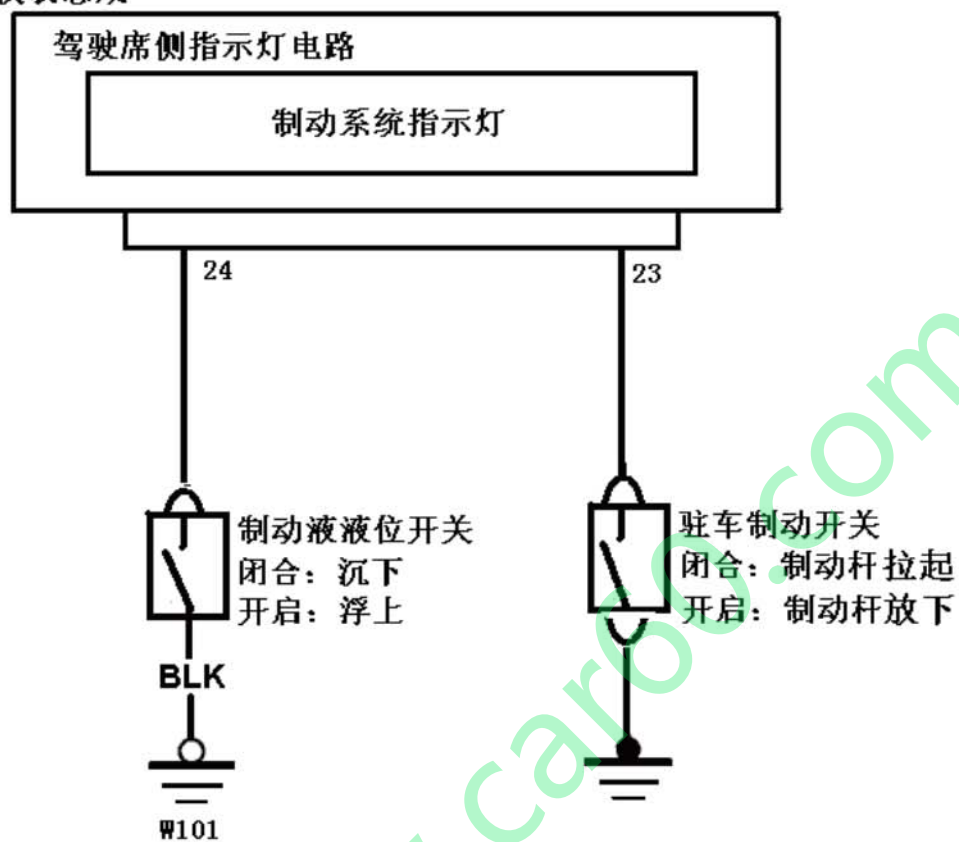 驾驶席侧指示灯电路
制动系统指示灯
24
23
制动液液位开关
闭合：沉下
开启：浮上
驻车制动开关
闭合：制动杆拉起
开启：制动杆放下
BLK
W101
car60.com